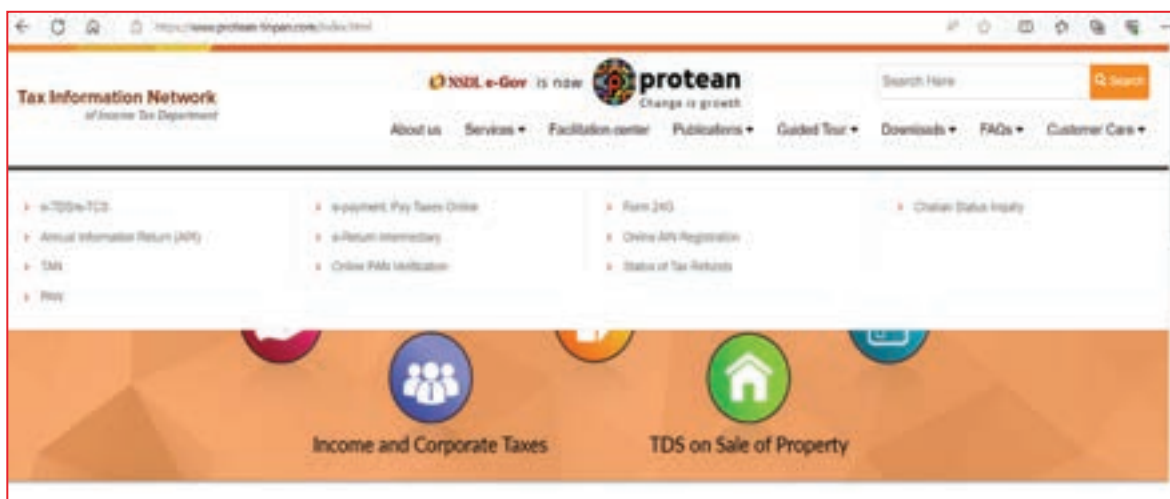 https://www.protean-tinpan.com/index.html
Tax Information Network
of Income Tax Department
NSDL e-Gov is now protean
Change is growth
Search Here
Search
About us Services Facilitation center Publications Guided Tour Downloads FAQs Customer Care
e-TDS/e-TCS e-payment: Pay Taxes Online Form 24G Challan Status Inquiry
Annual Information Return (AIR) e-Return Intermediary Online AIN Registration
TAN Online PAN Verification Status of Tax Refunds
PAN
Income and Corporate Taxes TDS on Sale of Property